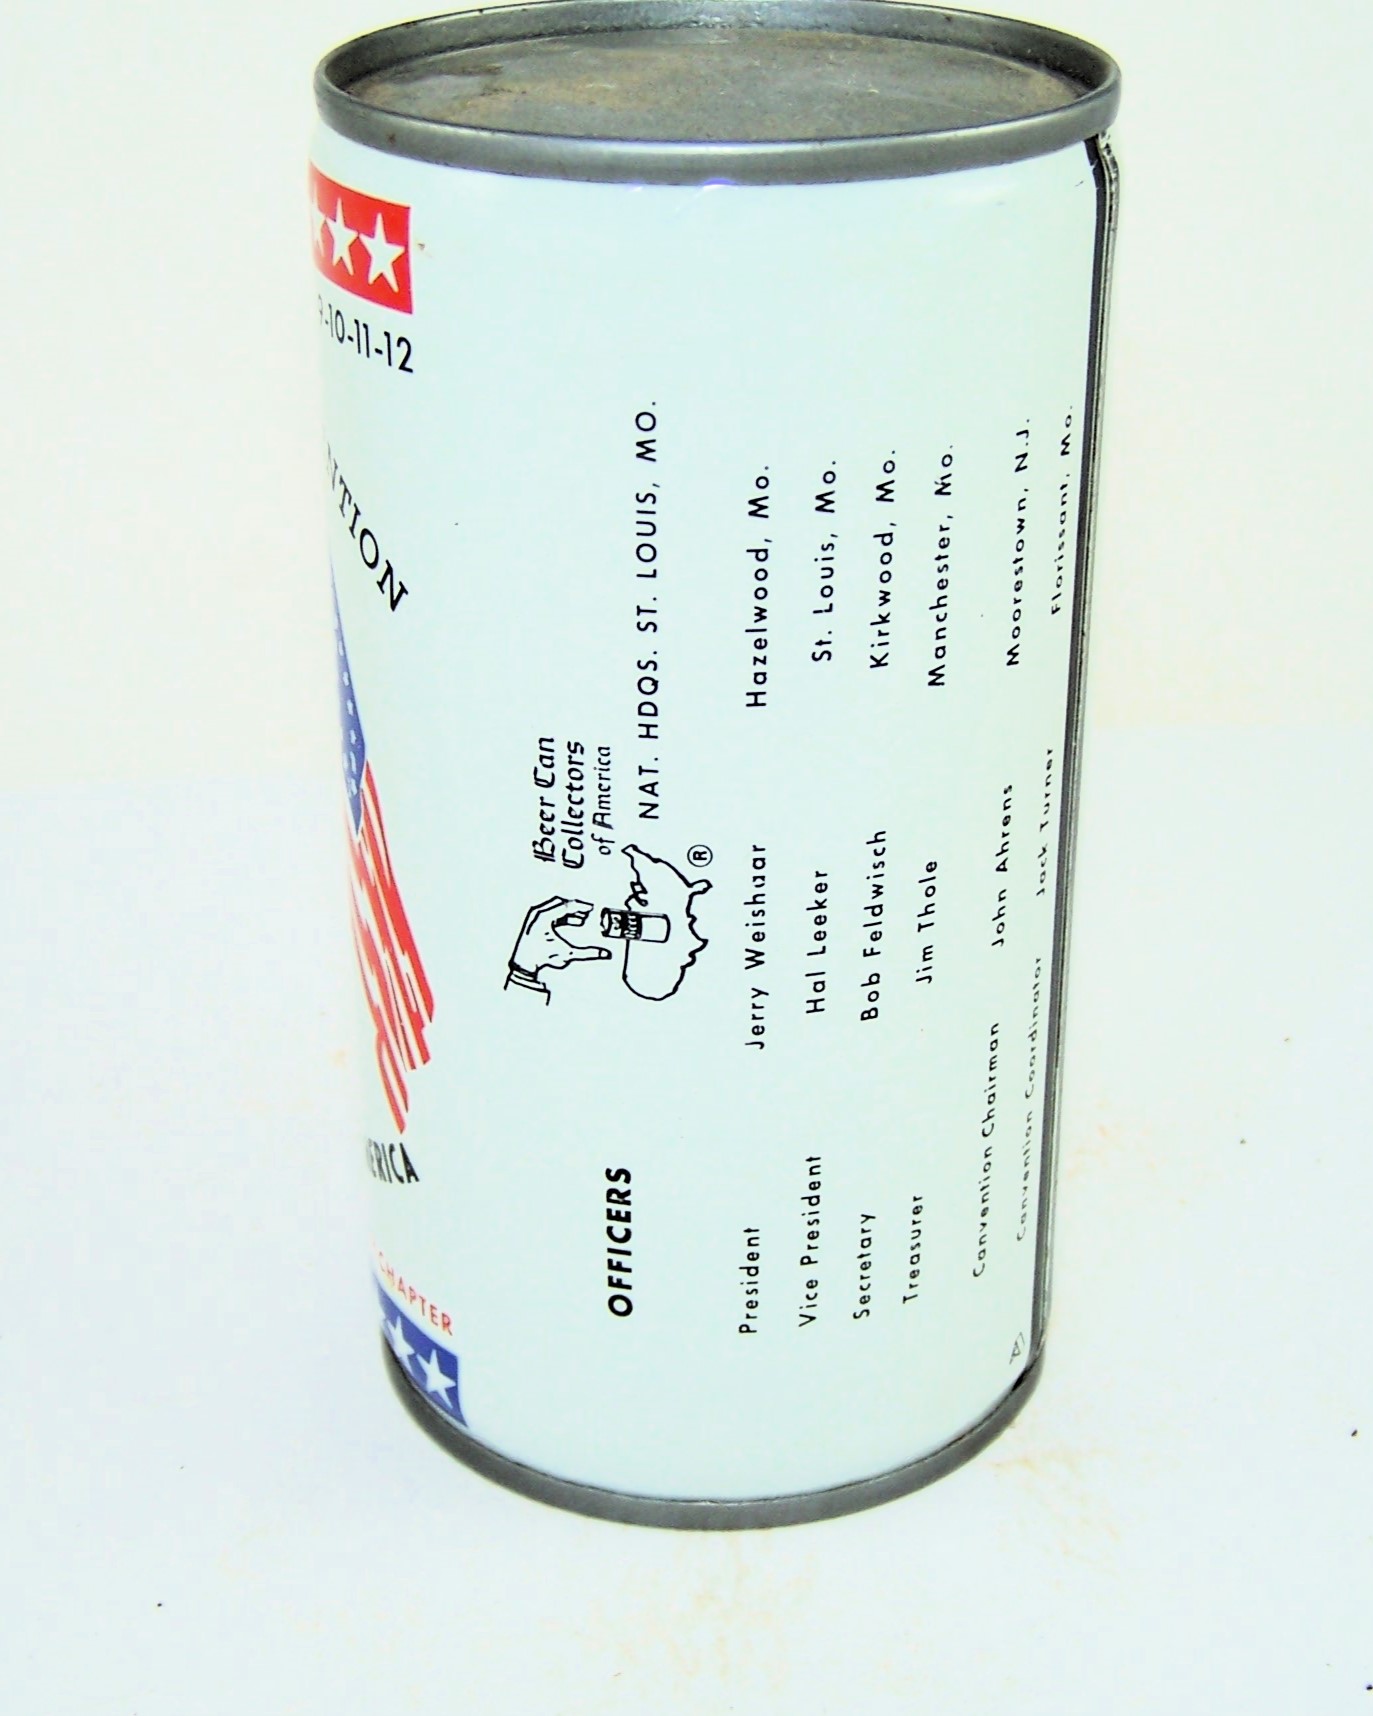 9-10-11-12
NTION
ERICA
CHAPTER
Beer Can
Collectors
of America
NAT. HDQS. ST. LOUIS, MO.
®
OFFICERS
President Jerry Weishaar Hazelwood, Mo.
Vice President Hal Leeker St. Louis, Mo.
Secretary Bob Feldwisch Kirkwood, Mo.
Treasurer Jim Thole Manchester, Mo.
Convention Chairman John Ahrens Moorestown, N.J.
Convention Coordinator Jack Turner Florissant, Mo.